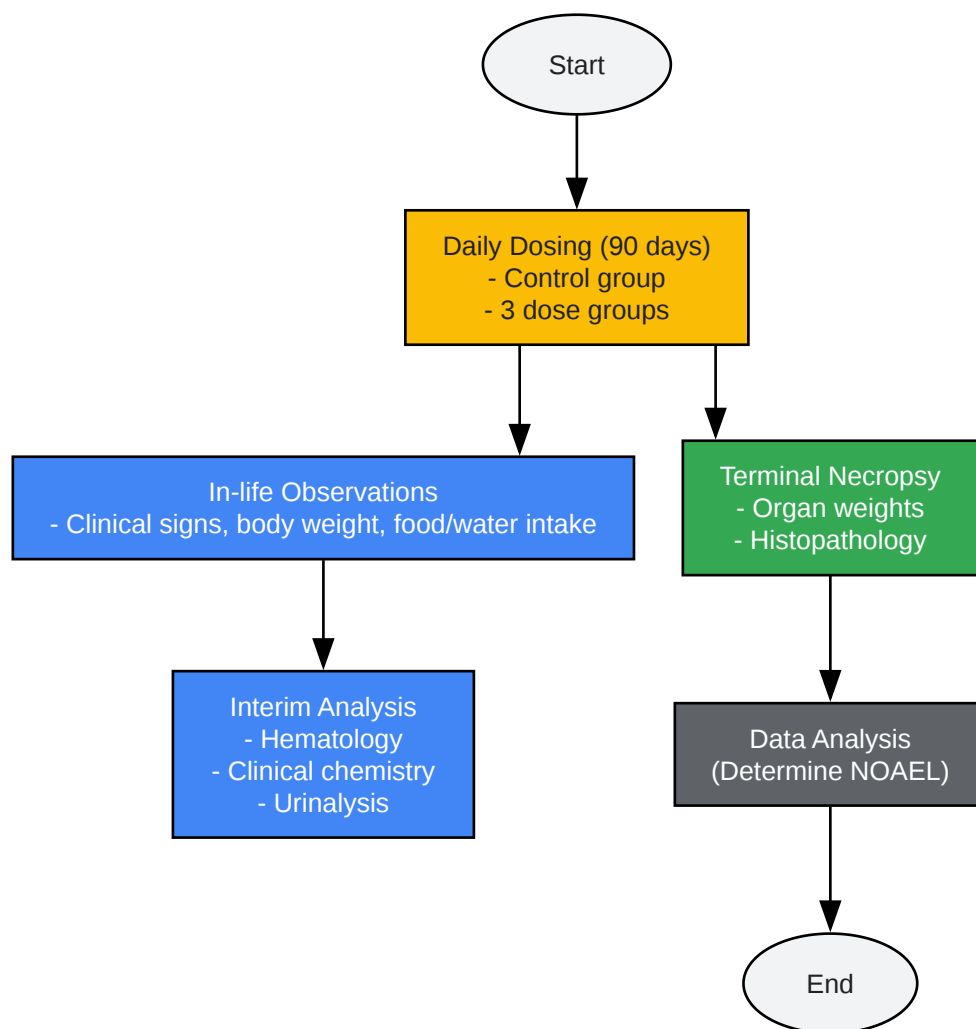 Start
Daily Dosing (90 days)
- Control group
- 3 dose groups
In-life Observations
- Clinical signs, body weight, food/water intake
Terminal Necropsy
- Organ weights
- Histopathology
Interim Analysis
- Hematology
- Clinical chemistry
- Urinalysis
Data Analysis
(Determine NOAEL)
End